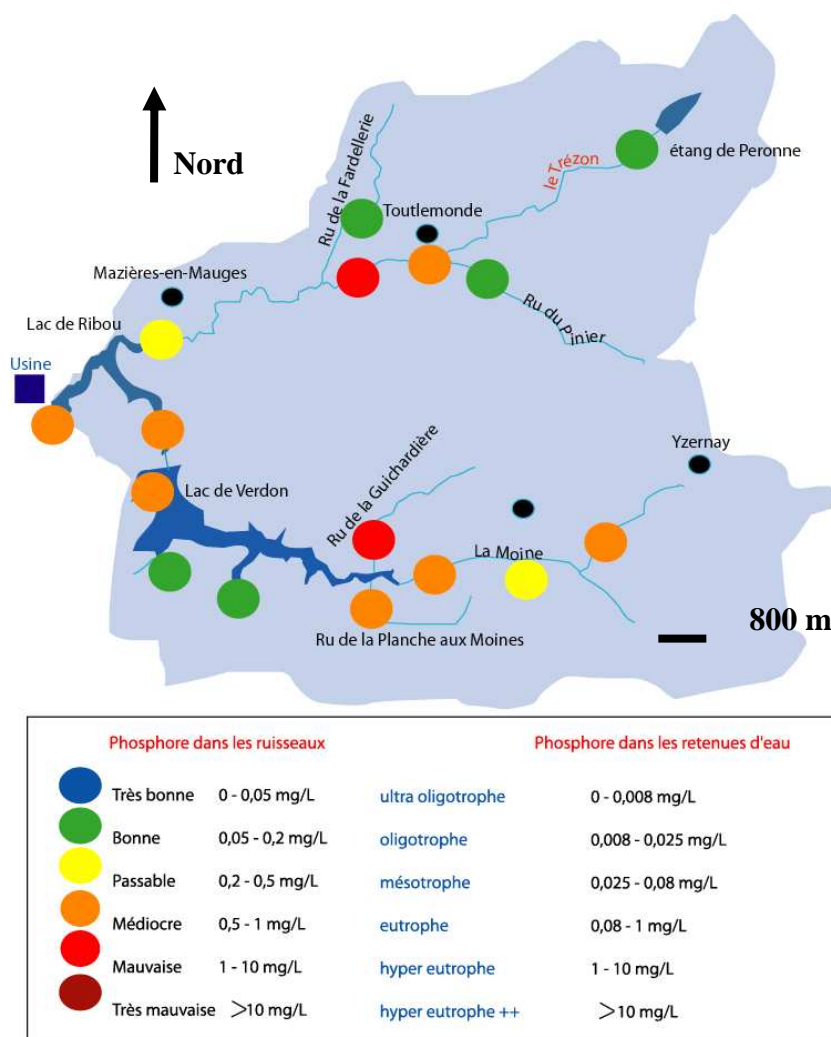 Nord
Ru de la Fardellerie
le Trézon
étang de Peronne
Toutlemonde
Mazières-en-Mauges
Lac de Ribou
Ru du Pinier
Usine
Yzernay
Ru de la Guichardière
Lac de Verdon
La Moine
800 m
Ru de la Planche aux Moines
Phosphore dans les ruisseaux Phosphore dans les retenues d'eau
Très bonne 0 - 0,05 mg/L ultra oligotrophe 0 - 0,008 mg/L
Bonne 0,05 - 0,2 mg/L oligotrophe 0,008 - 0,025 mg/L
Passable 0,2 - 0,5 mg/L mésotrophe 0,025 - 0,08 mg/L
Médiocre 0,5 - 1 mg/L eutrophe 0,08 - 1 mg/L
Mauvaise 1 - 10 mg/L hyper eutrophe 1 - 10 mg/L
Très mauvaise >10 mg/L hyper eutrophe ++ >10 mg/L